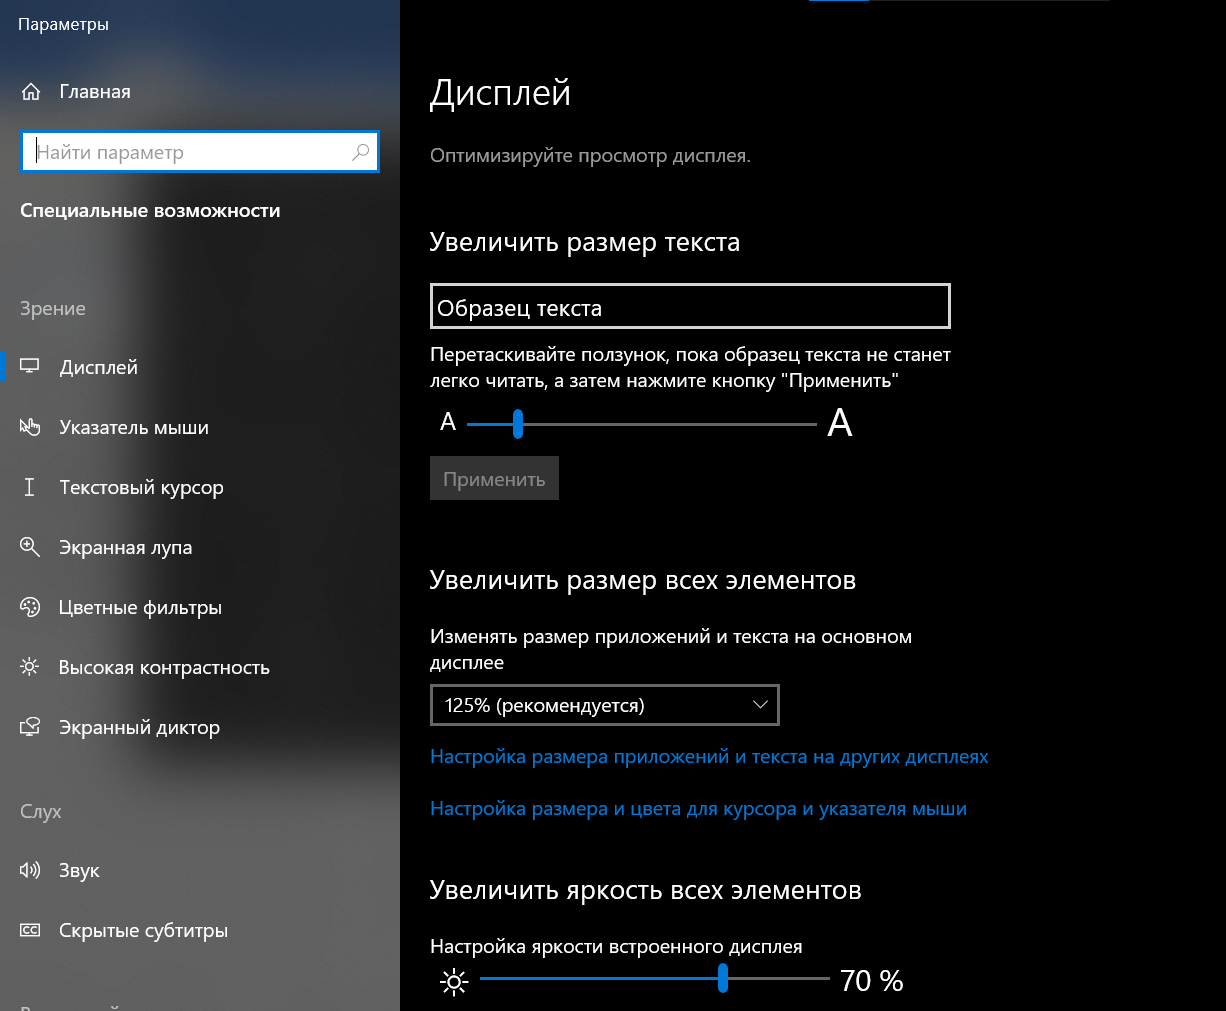 Параметры
Главная
Найти параметр
Специальные возможности
Зрение
Дисплей
Указатель мыши
Текстовый курсор
Экранная лупа
Цветные фильтры
Высокая контрастность
Экранный диктор
Слух
Звук
Скрытые субтитры
Дисплей
Оптимизируйте просмотр дисплея.
Увеличить размер текста
Образец текста
Перетаскивайте ползунок, пока образец текста не станет
легко читать, а затем нажмите кнопку "Применить"
A A
Применить
Увеличить размер всех элементов
Изменять размер приложений и текста на основном
дисплее
125% (рекомендуется)
Настройка размера приложений и текста на других дисплеях
Настройка размера и цвета для курсора и указателя мыши
Увеличить яркость всех элементов
Настройка яркости встроенного дисплея
70 %